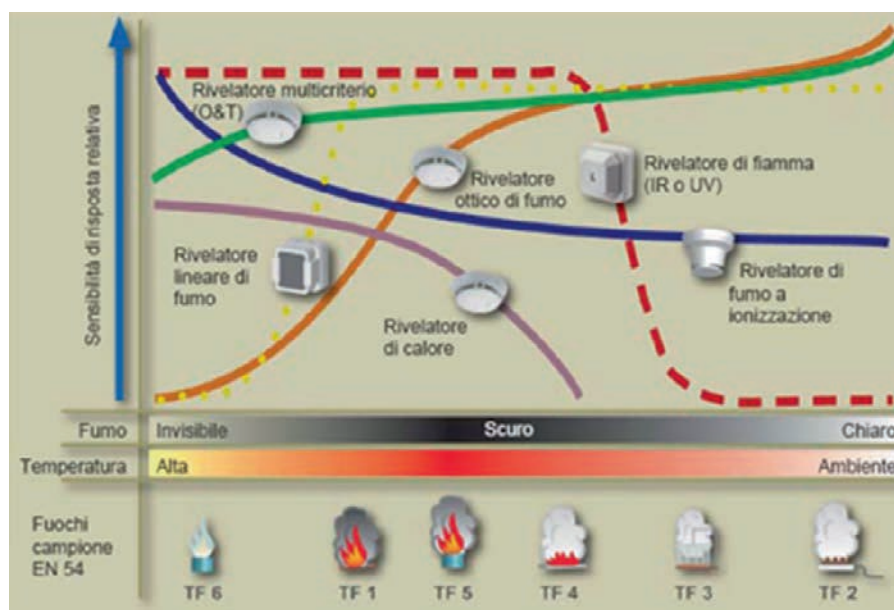 Sensibilità di risposta relativa
Rivelatore multicriterio
(O&T)
Rivelatore
ottico di fumo
Rivelatore di fiamma
(IR o UV)
Rivelatore
lineare di
fumo
Rivelatore
di calore
Rivelatore di
fumo a
ionizzazione
Fumo Invisibile Scuro Chiaro
Temperatura Alta Ambiente
Fuochi
campione
EN 54
TF 6 TF 1 TF 5 TF 4 TF 3 TF 2